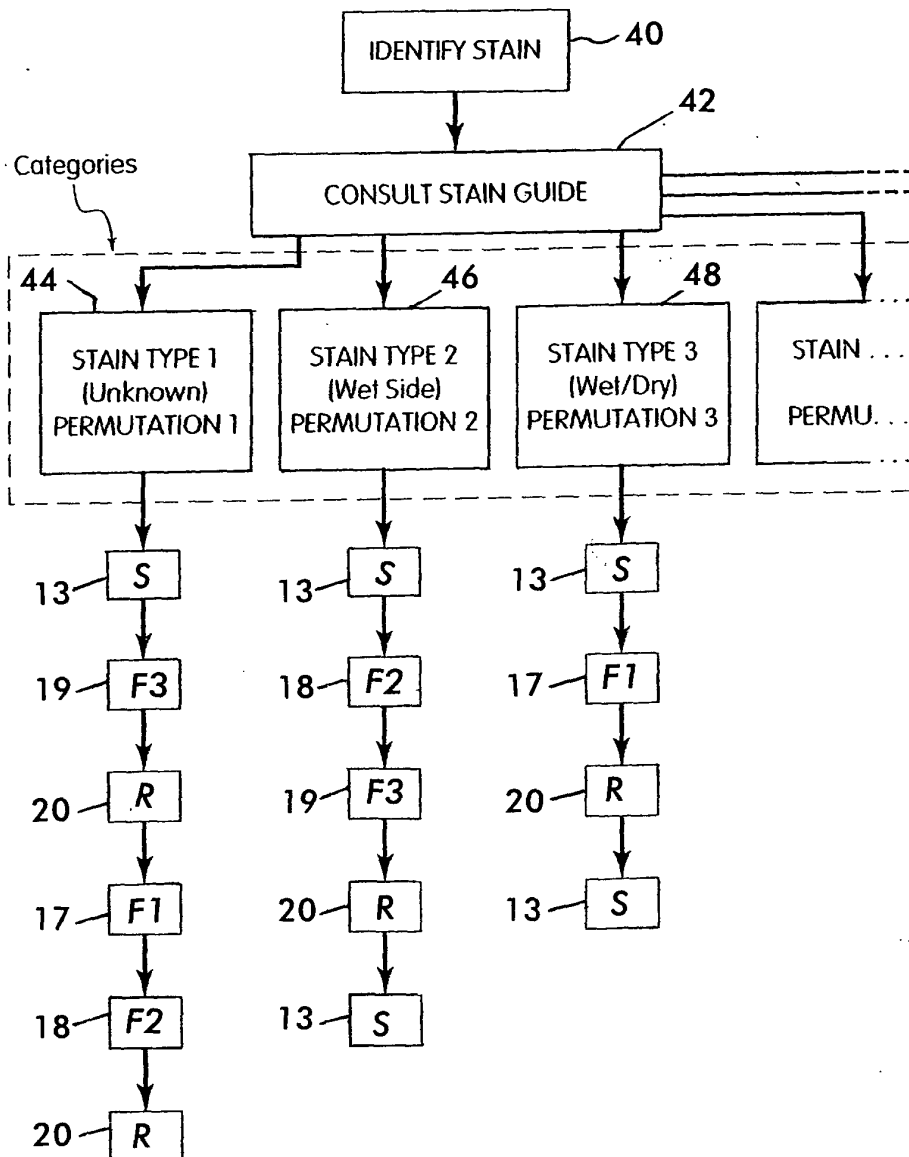 IDENTIFY STAIN
40
42
Categories
CONSULT STAIN GUIDE
44
46
48
STAIN TYPE 1
(Unknown)
PERMUTATION 1
STAIN TYPE 2
(Wet Side)
PERMUTATION 2
STAIN TYPE 3
(Wet/Dry)
PERMUTATION 3
STAIN . . . .
PERMU. . .
13 S
19 F3
20 R
17 F1
18 F2
20 R
13 S
18 F2
19 F3
20 R
13 S
13 S
17 F1
20 R
13 S